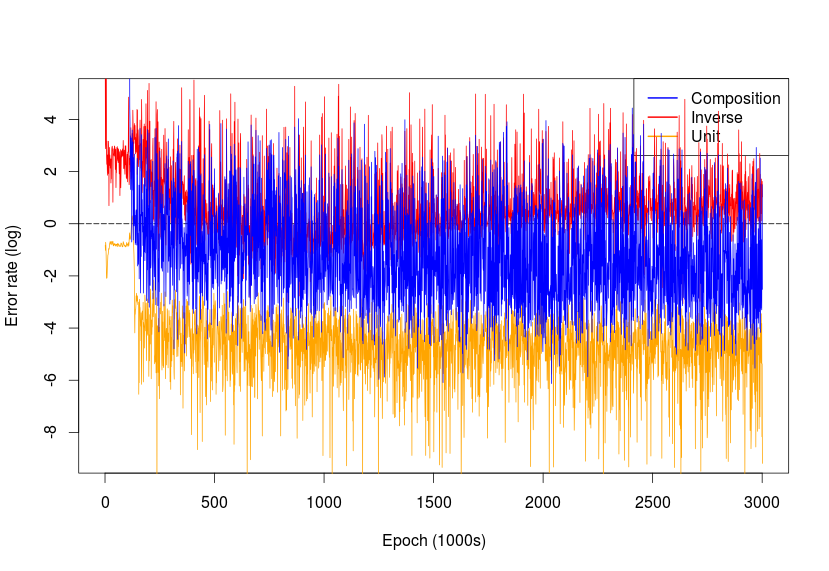 Composition
Inverse
Unit
4
2
0
-2
-4
-6
-8
Error rate (log)
0
500
1000
1500
2000
2500
3000
Epoch (1000s)